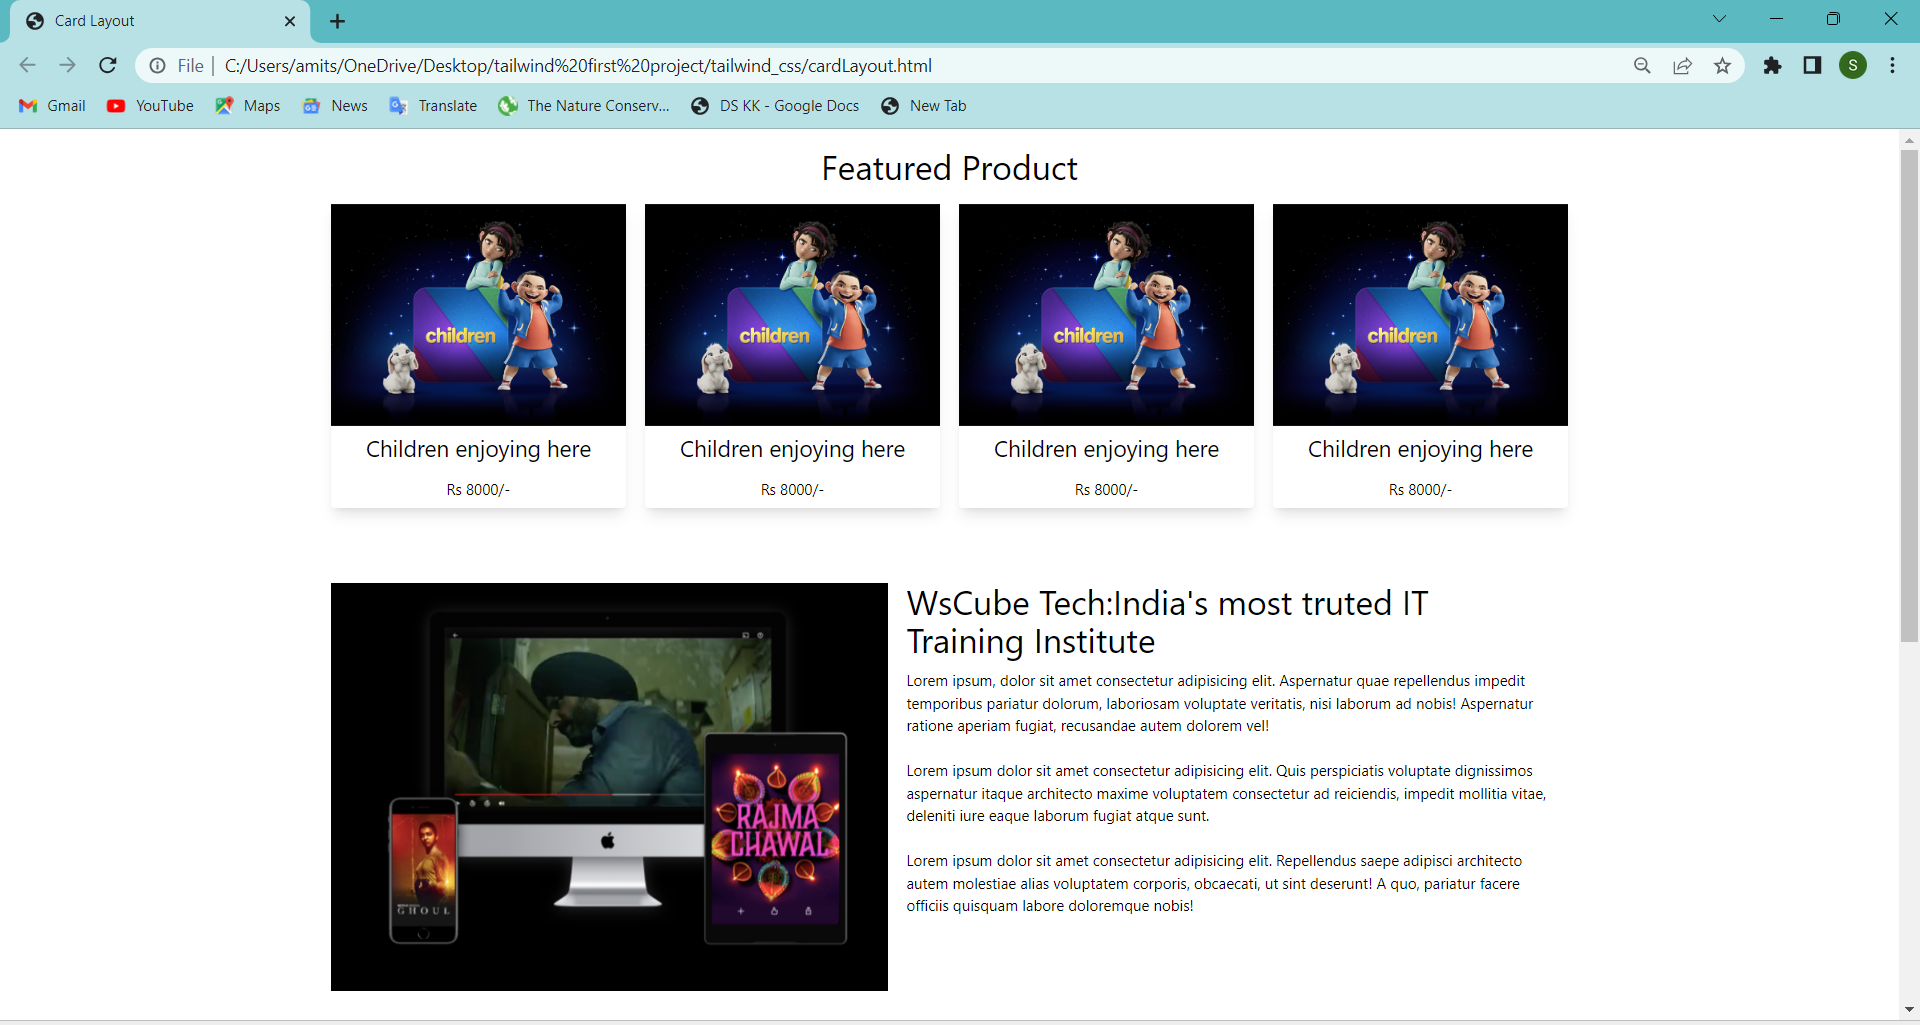 Card Layout
File
C:/Users/amits/OneDrive/Desktop/tailwind%20first%20project/tailwind_css/cardLayout.html
S
Gmail
YouTube
Maps
News
Translate
The Nature Conserv...
DS KK - Google Docs
New Tab
Featured Product
children
children
children
children
Children enjoying here
Children enjoying here
Children enjoying here
Children enjoying here
Rs 8000/-
Rs 8000/-
Rs 8000/-
Rs 8000/-
WsCube Tech:India's most truted IT
Training Institute
Lorem ipsum, dolor sit amet consectetur adipisicing elit. Aspernatur quae repellendus impedit
temporibus pariatur dolorum, laboriosam voluptate veritatis, nisi laborum ad nobis! Aspernatur
ratione aperiam fugiat, recusandae autem dolorem vel!
Lorem ipsum dolor sit amet consectetur adipisicing elit. Quis perspiciatis voluptate dignissimos
aspernatur itaque architecto maxime voluptatem consectetur ad reiciendis, impedit mollitia vitae,
deleniti iure eaque laborum fugiat atque sunt.
Lorem ipsum dolor sit amet consectetur adipisicing elit. Repellendus saepe adipisci architecto
autem molestiae alias voluptatem corporis, obcaecati, ut sint deserunt! A quo, pariatur facere
officiis quisquam labore doloremque nobis!
RAJMA
CHAWAL
GHOUL